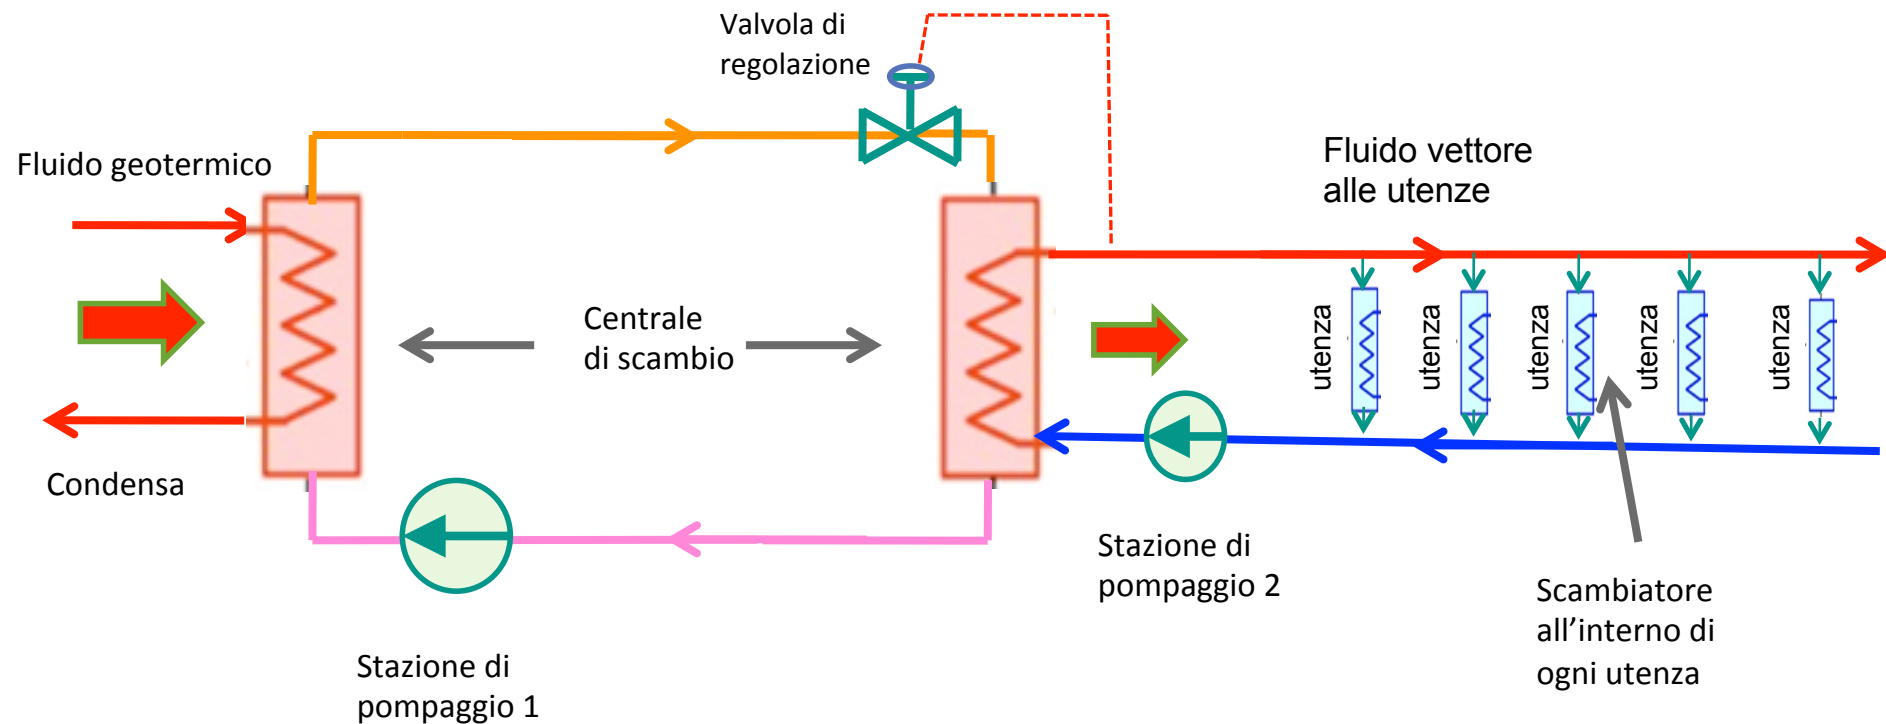 Valvola di
regolazione
Fluido geotermico
Fluido vettore
alle utenze
Centrale
di scambio
utenza
utenza
utenza
utenza
utenza
Condensa
Stazione di
pompaggio 2
Scambiatore
all’interno di
ogni utenza
Stazione di
pompaggio 1